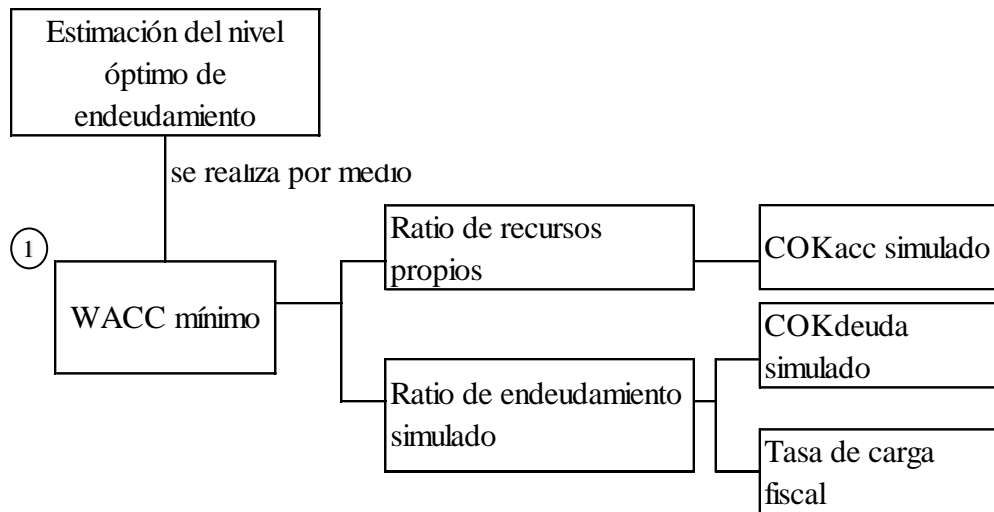 Estimación del nivel
óptimo de
endeudamiento
se realiza por medio
1
WACC mínimo
Ratio de recursos
propios
COKacc simulado
Ratio de endeudamiento
simulado
COKdeuda
simulado
Tasa de carga
fiscal